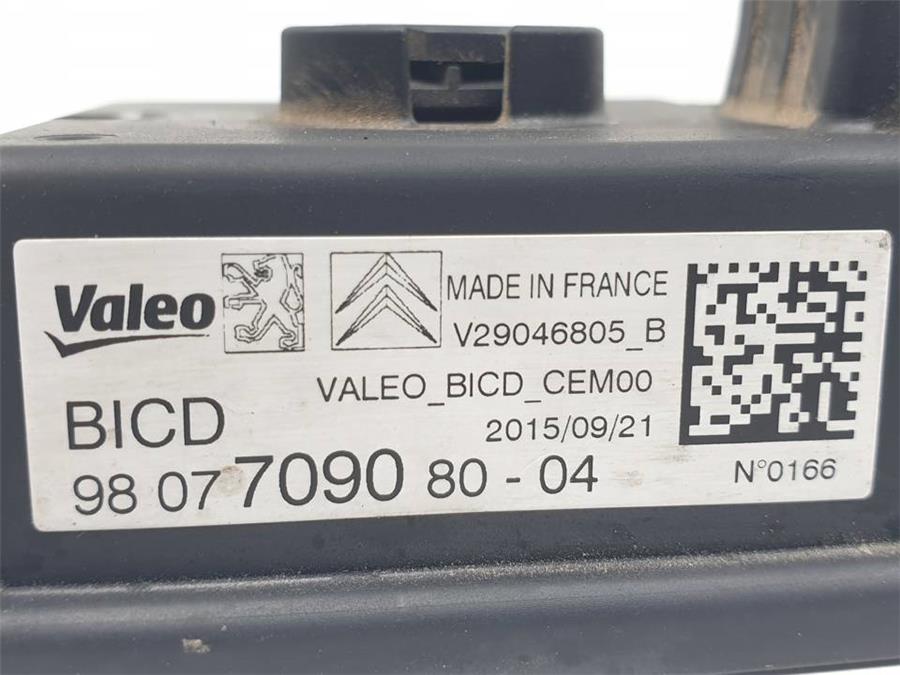 Valeo
MADE IN FRANCE
V29046805_B
VALEO_BICD_CEM00
BICD
2015/09/21
98 07 7090 80 - 04
N°0166